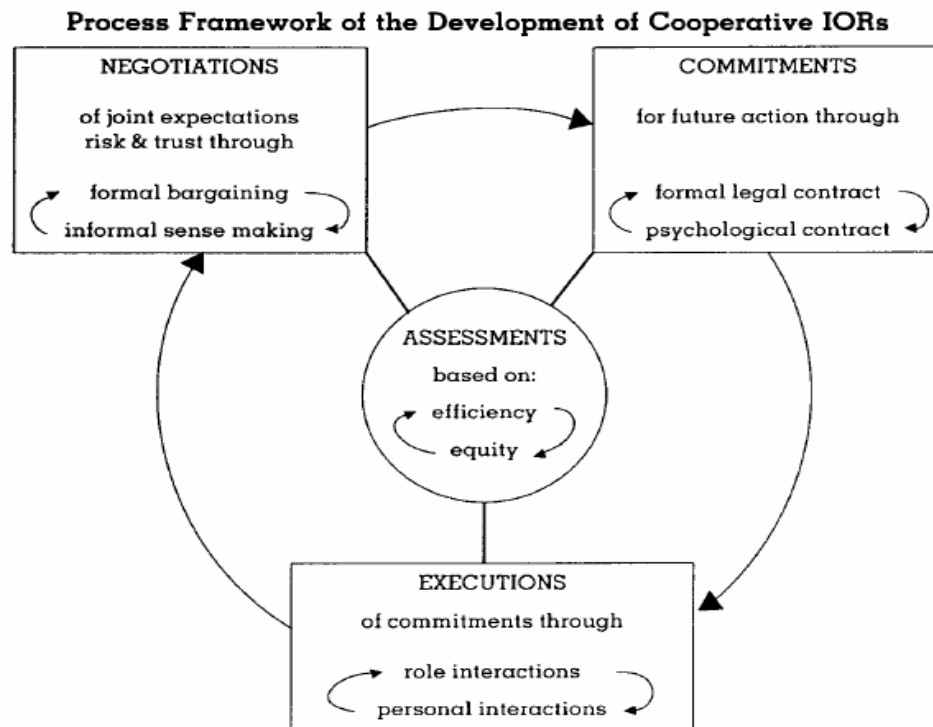 Process Framework of the Development of Cooperative IORs
NEGOTIATIONS
of joint expectations
risk & trust through
formal bargaining
informal sense making
COMMITMENTS
for future action through
formal legal contract
psychological contract
ASSESSMENTS
based on:
efficiency
equity
EXECUTIONS
of commitments through
role interactions
personal interactions